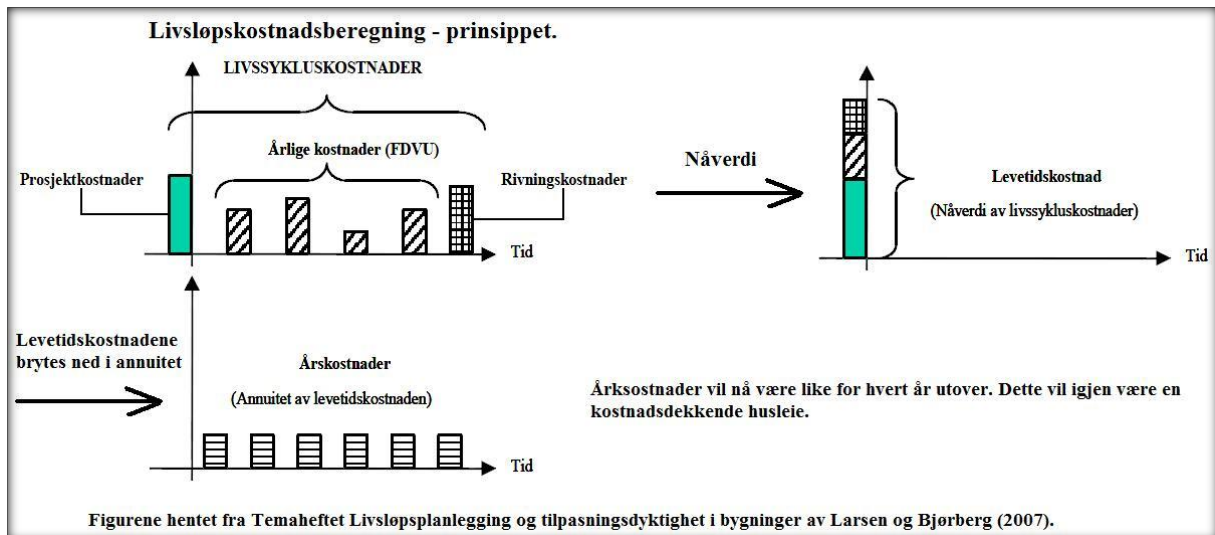 Livsløpskostnadsberegning - prinsippet.
LIVSSYKLUSKOSTNADER
Årlige kostnader (FDVU)
Prosjektkostnader
Rivningskostnader
Tid
Nåverdi
Levetidskostnad
(Nåverdi av livssykluskostnader)
Tid
Levetidskostnadene
brytes ned i annuitet
Årskostnader
(Annuitet av levetidskostnaden)
Tid
Årksostnader vil nå være like for hvert år utover. Dette vil igjen være en
kostnadsdekkende husleie.
Figurene hentet fra Temaheftet Livsløpsplanlegging og tilpasningsdyktighet i bygninger av Larsen og Bjørberg (2007).